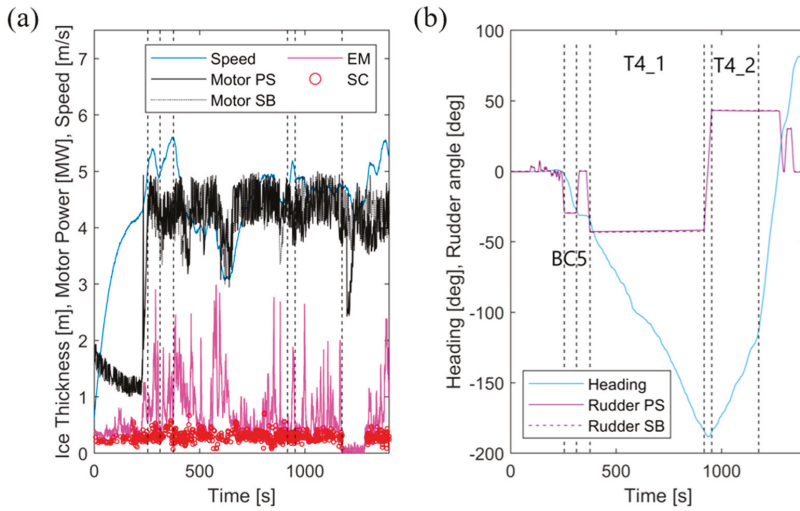 (a)
Ice Thickness [m], Motor Power [MW], Speed [m/s]
7
6
5
4
3
2
1
0
Speed
Motor PS
Motor SB
EM
SC
0
500
1000
Time [s]
(b)
Heading [deg], Rudder angle [deg]
100
50
0
-50
-100
-150
-200
T4_1
T4_2
BC5
Heading
Rudder PS
Rudder SB
0
500
1000
Time [s]